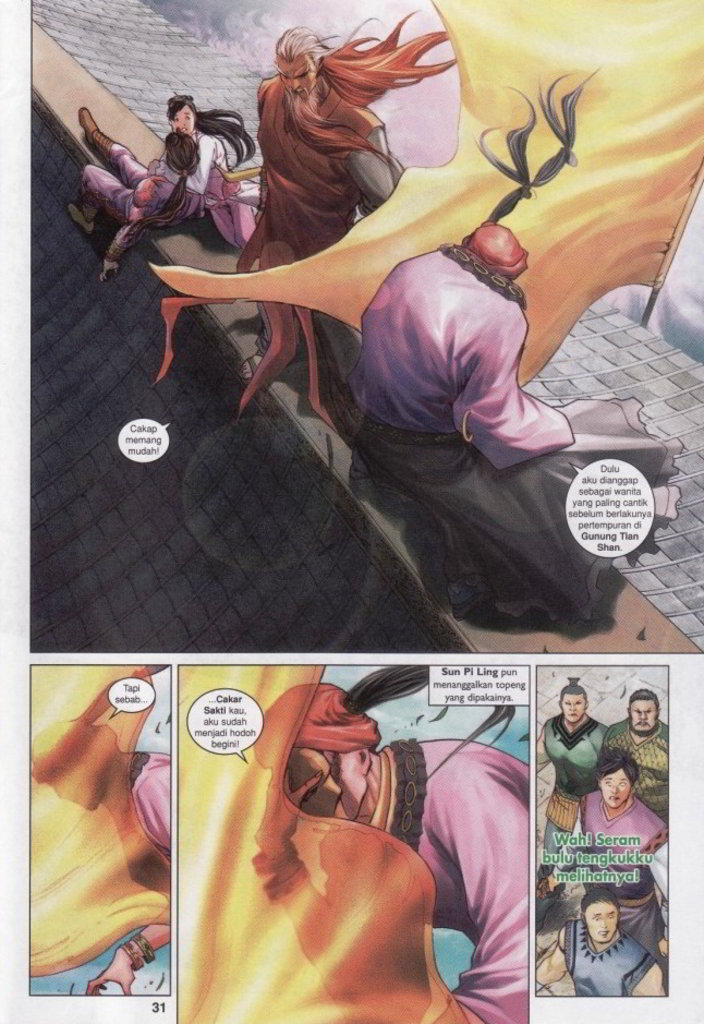 Cakap
memang
mudah!
Dulu
aku dianggap
sebagai wanita
yang paling cantik
sebelum berlakunya
pertempuran di
Gunung Tian
Shan.
Tapi
sebab...
...Cakar
Sakti kau,
aku sudah
menjadi hodoh
begini!
Sun Pi Ling pun
menanggalkan topeng
yang dipakainya.
Wah! Seram
bulu tengkukku
melihatnya!
31